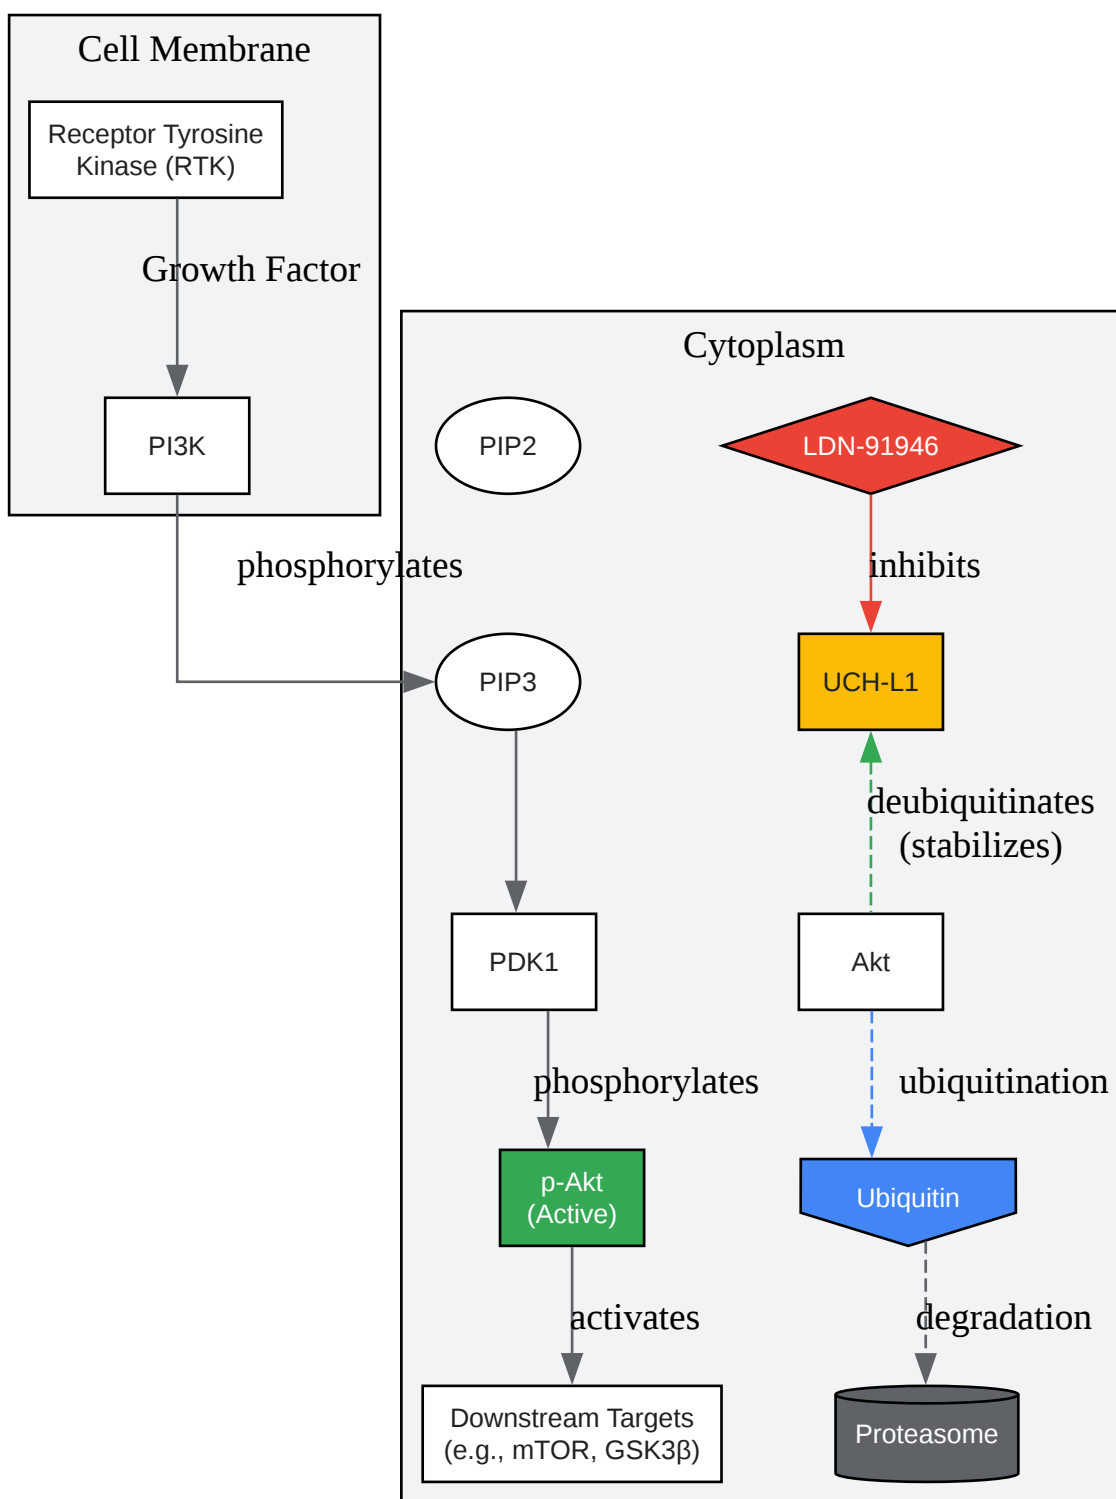 Cell Membrane
Receptor Tyrosine
Kinase (RTK)
Growth Factor
PI3K
phosphorylates
Cytoplasm
PIP2
LDN-91946
inhibits
PIP3
UCH-L1
deubiquitinates
(stabilizes)
PDK1
Akt
phosphorylates
ubiquitination
p-Akt
(Active)
Ubiquitin
activates
degradation
Downstream Targets
(e.g., mTOR, GSK3β)
Proteasome